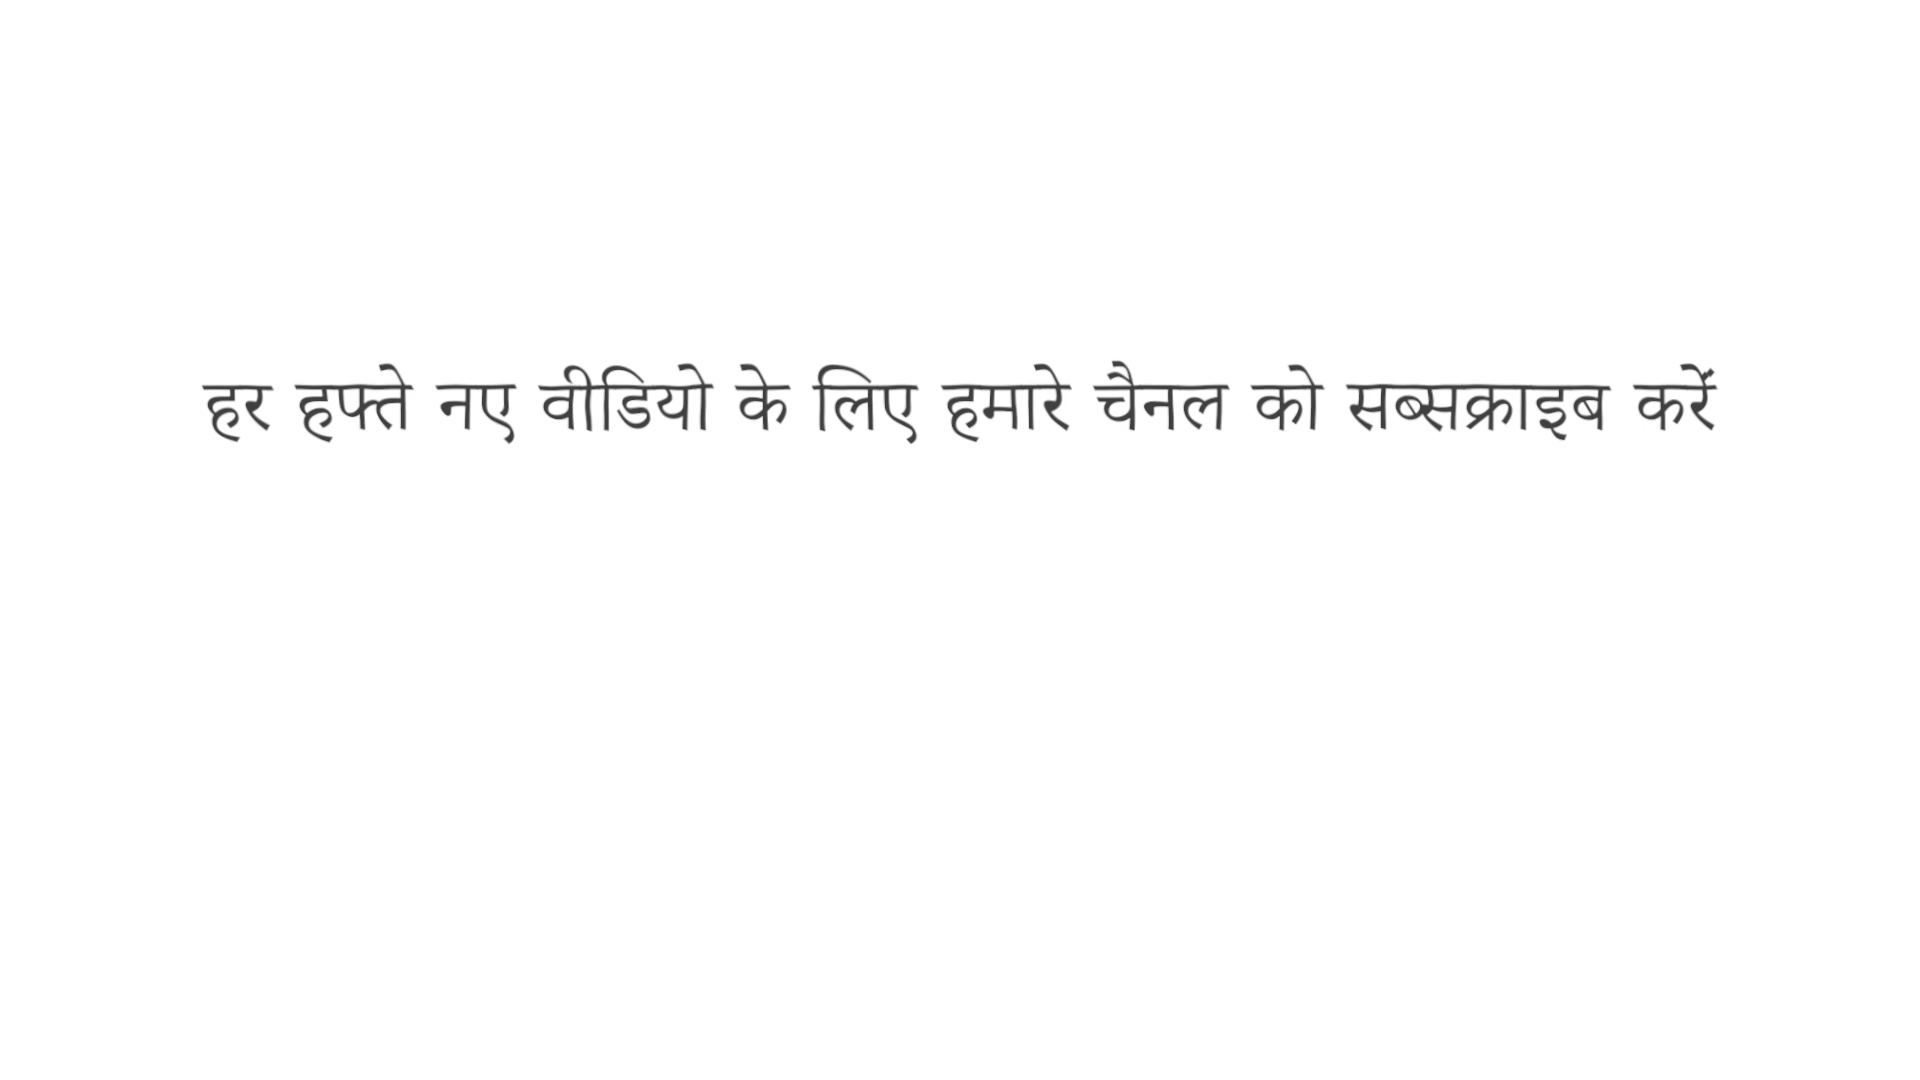 हर हफ्ते नए वीडियो के लिए हमारे चैनल को सब्सक्राइब करें